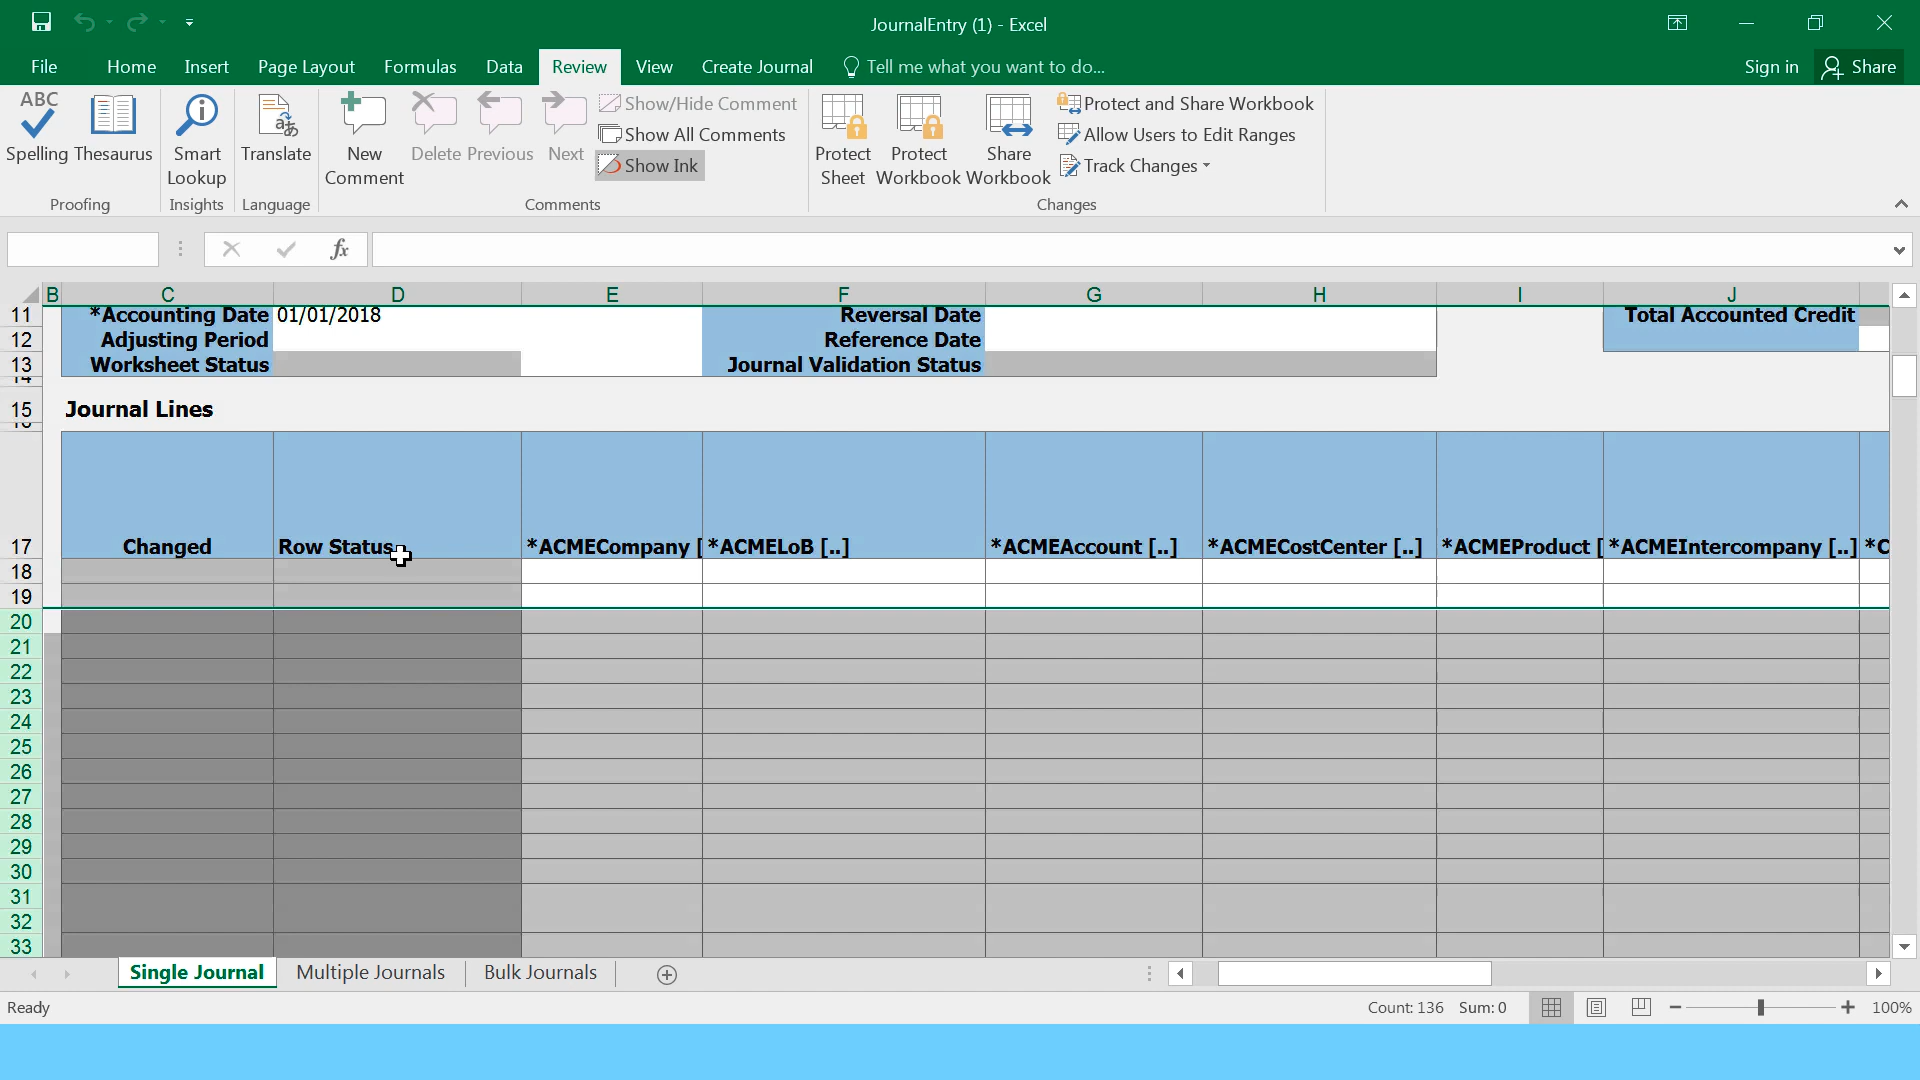 JournalEntry (1) - Excel
File Home Insert Page Layout Formulas Data Review View Create Journal Tell me what you want to do... Sign in Share
ABC
Spelling Thesaurus Smart Lookup Translate New Comment Delete Previous Next Show/Hide Comment
Show All Comments
Show Ink
Protect Sheet Protect Workbook Share Workbook Protect and Share Workbook
Allow Users to Edit Ranges
Track Changes
Proofing Insights Language Comments Changes
fx
B C D E F G H I J
11 *Accounting Date 01/01/2018 Reversal Date Total Accounted Credit
12 Adjusting Period Reference Date
13 Worksheet Status Journal Validation Status
14
15 Journal Lines
17 Changed Row Status *ACMECompany [ *ACMELoB [..] *ACMEAccount [..] *ACMECostCenter [..] *ACMEProduct [ *ACMEIntercompany [..] *C
18
19
20
21
22
23
24
25
26
27
28
29
30
31
32
33
Single Journal Multiple Journals Bulk Journals
Ready Count: 136 Sum: 0 100%